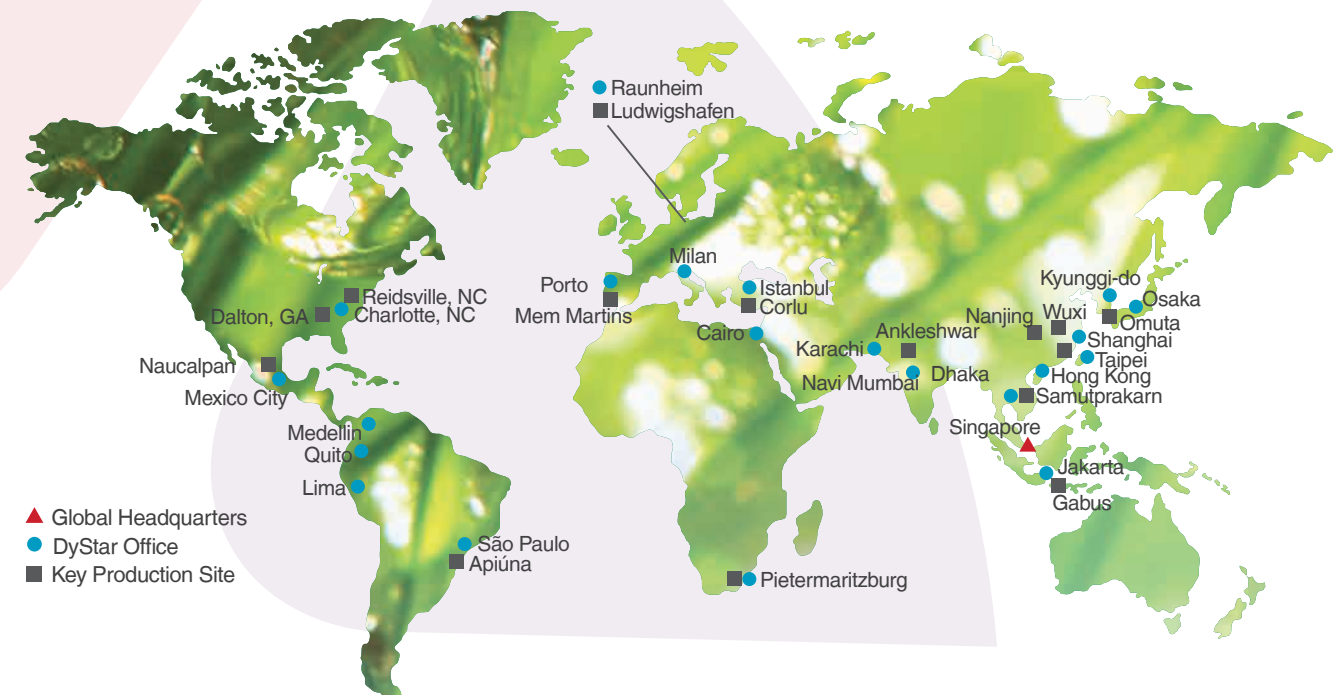 Raunheim
Ludwigshafen
Milan
Porto
Istanbul
Mem Martins
Corlu
Cairo
Reidsville, NC
Charlotte, NC
Dalton, GA
Naucalpan
Mexico City
Medellin
Quito
Lima
São Paulo
Apiúna
Pietermaritzburg
Karachi
Ankleshwar
Navi Mumbai
Dhaka
Kyunggi-do
Osaka
Omuta
Nanjing
Wuxi
Shanghai
Taipei
Hong Kong
Samutprakarn
Singapore
Jakarta
Gabus
Global Headquarters
DyStar Office
Key Production Site